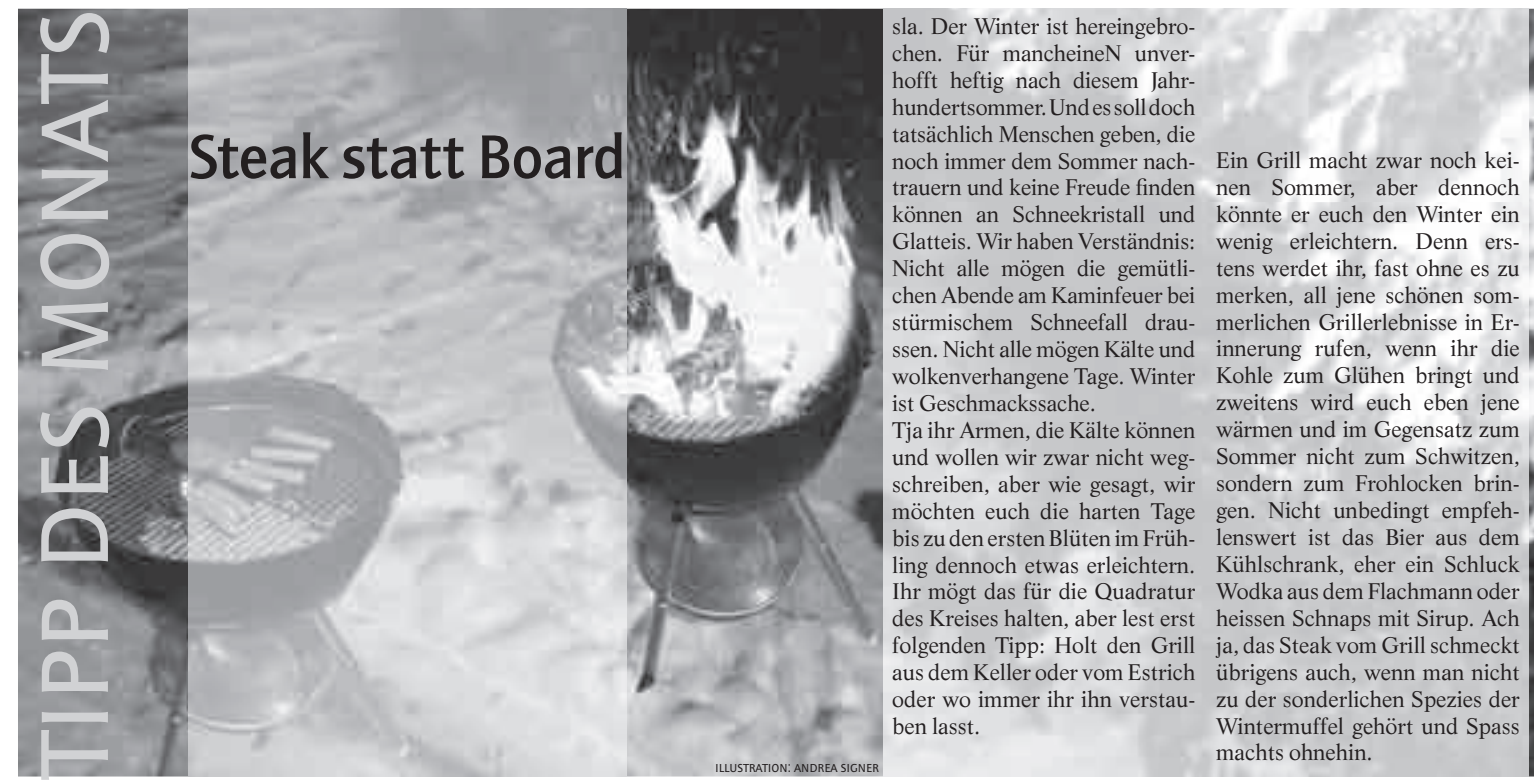 TIPP DES MONATS
Steak statt Board
sla. Der Winter ist hereingebro-
chen. Für mancheineN unver-
hofft heftig nach diesem Jahr-
hundertsommer. Und es soll doch
tatsächlich Menschen geben, die
noch immer dem Sommer nach-
trauern und keine Freude finden
können an Schneekristall und
Glatteis. Wir haben Verständnis:
Nicht alle mögen die gemütli-
chen Abende am Kaminfeuer bei
stürmischem Schneefall drau-
ssen. Nicht alle mögen Kälte und
wolkenverhangene Tage. Winter
ist Geschmackssache.
Tja ihr Armen, die Kälte können
und wollen wir zwar nicht weg-
schreiben, aber wie gesagt, wir
möchten euch die harten Tage
bis zu den ersten Blüten im Früh-
ling dennoch etwas erleichtern.
Ihr mögt das für die Quadratur
des Kreises halten, aber lest erst
folgenden Tipp: Holt den Grill
aus dem Keller oder vom Estrich
oder wo immer ihr ihn verstau-
ben lasst.
Ein Grill macht zwar noch kei-
nen Sommer, aber dennoch
könnte er euch den Winter ein
wenig erleichtern. Denn ers-
tens werdet ihr, fast ohne es zu
merken, all jene schönen som-
merlichen Grillerlebnisse in Er-
innerung rufen, wenn ihr die
Kohle zum Glühen bringt und
zweitens wird euch eben jene
wärmen und im Gegensatz zum
Sommer nicht zum Schwitzen,
sondern zum Frohlocken brin-
gen. Nicht unbedingt empfeh-
lenswert ist das Bier aus dem
Kühlschrank, eher ein Schluck
Wodka aus dem Flachmann oder
heissen Schnaps mit Sirup. Ach
ja, das Steak vom Grill schmeckt
übrigens auch, wenn man nicht
zu der sonderlichen Spezies der
Wintermuffel gehört und Spass
machts ohnehin.
ILLUSTRATION: ANDREA SIGNER